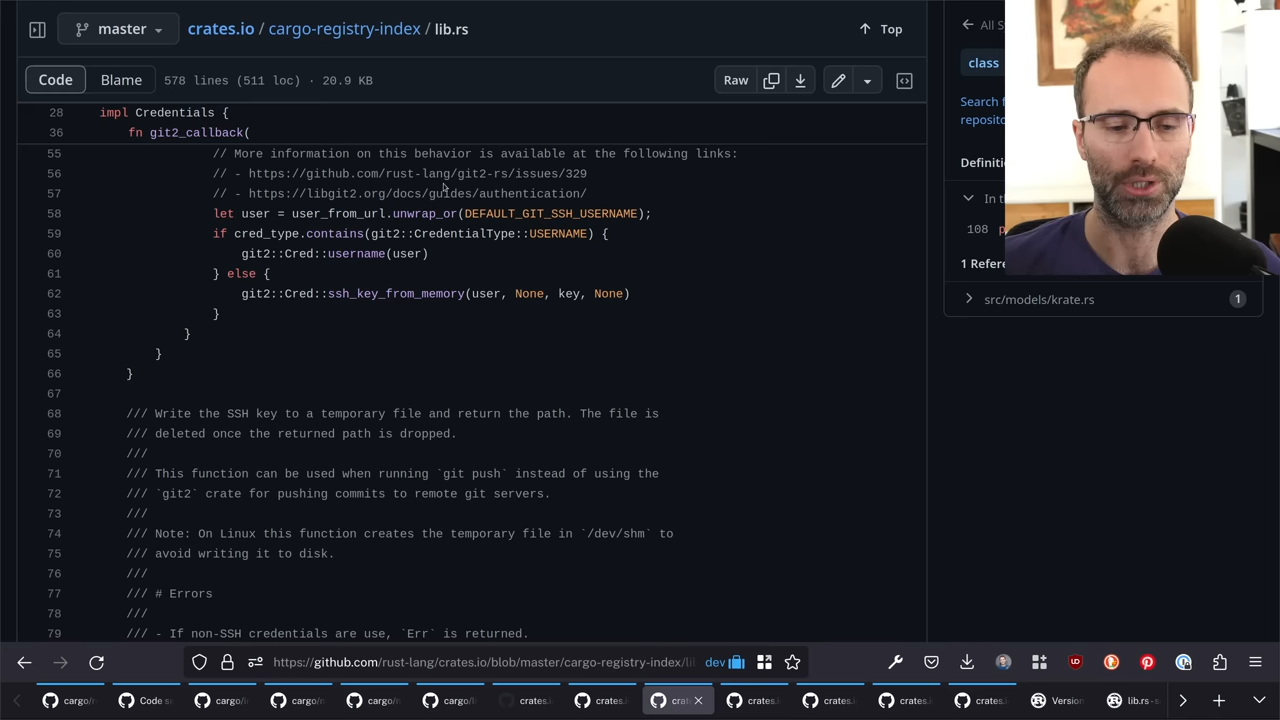 master crates.io / cargo-registry-index / lib.rs Top
Code Blame 578 lines (511 loc) · 20.9 KB Raw
28 impl Credentials {
36 fn git2_callback(
55 // More information on this behavior is available at the following links:
56 // - https://github.com/rust-lang/git2-rs/issues/329
57 // - https://libgit2.org/docs/guides/authentication/
58 let user = user_from_url.unwrap_or(DEFAULT_GIT_SSH_USERNAME);
59 if cred_type.contains(git2::CredentialType::USERNAME) {
60 git2::Cred::username(user)
61 } else {
62 git2::Cred::ssh_key_from_memory(user, None, key, None)
63 }
64 }
65 }
66 }
67
68 /// Write the SSH key to a temporary file and return the path. The file is
69 /// deleted once the returned path is dropped.
70 ///
71 /// This function can be used when running `git push` instead of using the
72 /// `git2` crate for pushing commits to remote git servers.
73 ///
74 /// Note: On Linux this function creates the temporary file in `/dev/shm` to
75 /// avoid writing it to disk.
76 ///
77 /// # Errors
78 ///
79 /// - If non-SSH credentials are use, `Err` is returned.
All S
class
Search f
reposito
Definiti
In th
108 p
1 Refere
src/models/krate.rs 1
https://github.com/rust-lang/crates.io/blob/master/cargo-registry-index/li dev
cargo/r Code s cargo/ cargo/r cargo/r cargo/li crates.i crates.i crat crates. crates. crates. crates. Version lib.rs - s